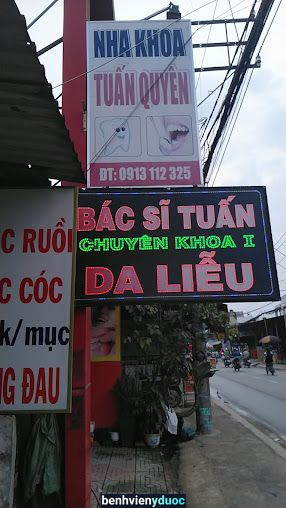 NHA KHOA
TUẤN QUYỀN
ĐT: 0913 112 325
BÁC SĨ TUẤN
CHUYÊN KHOA I
DA LIỄU
C RUỒI
C CÓC
k/mục
NG ĐAU
benhvienyduoc